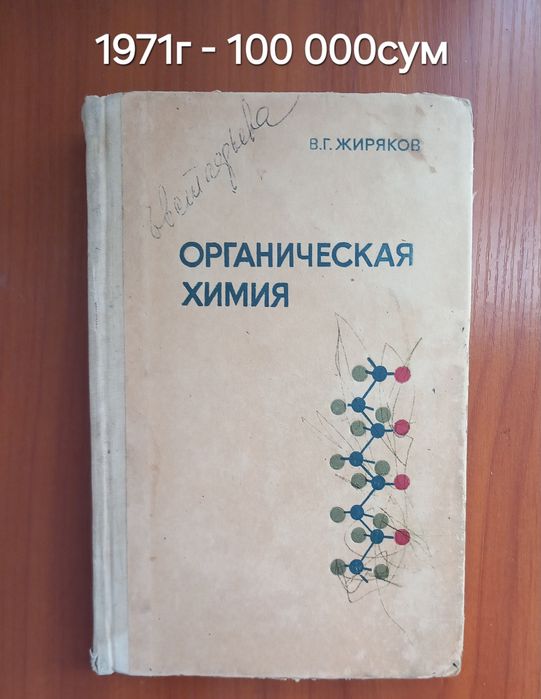 1971г - 100 000сум
В.Г. ЖИРЯКОВ
ОРГАНИЧЕСКАЯ
ХИМИЯ